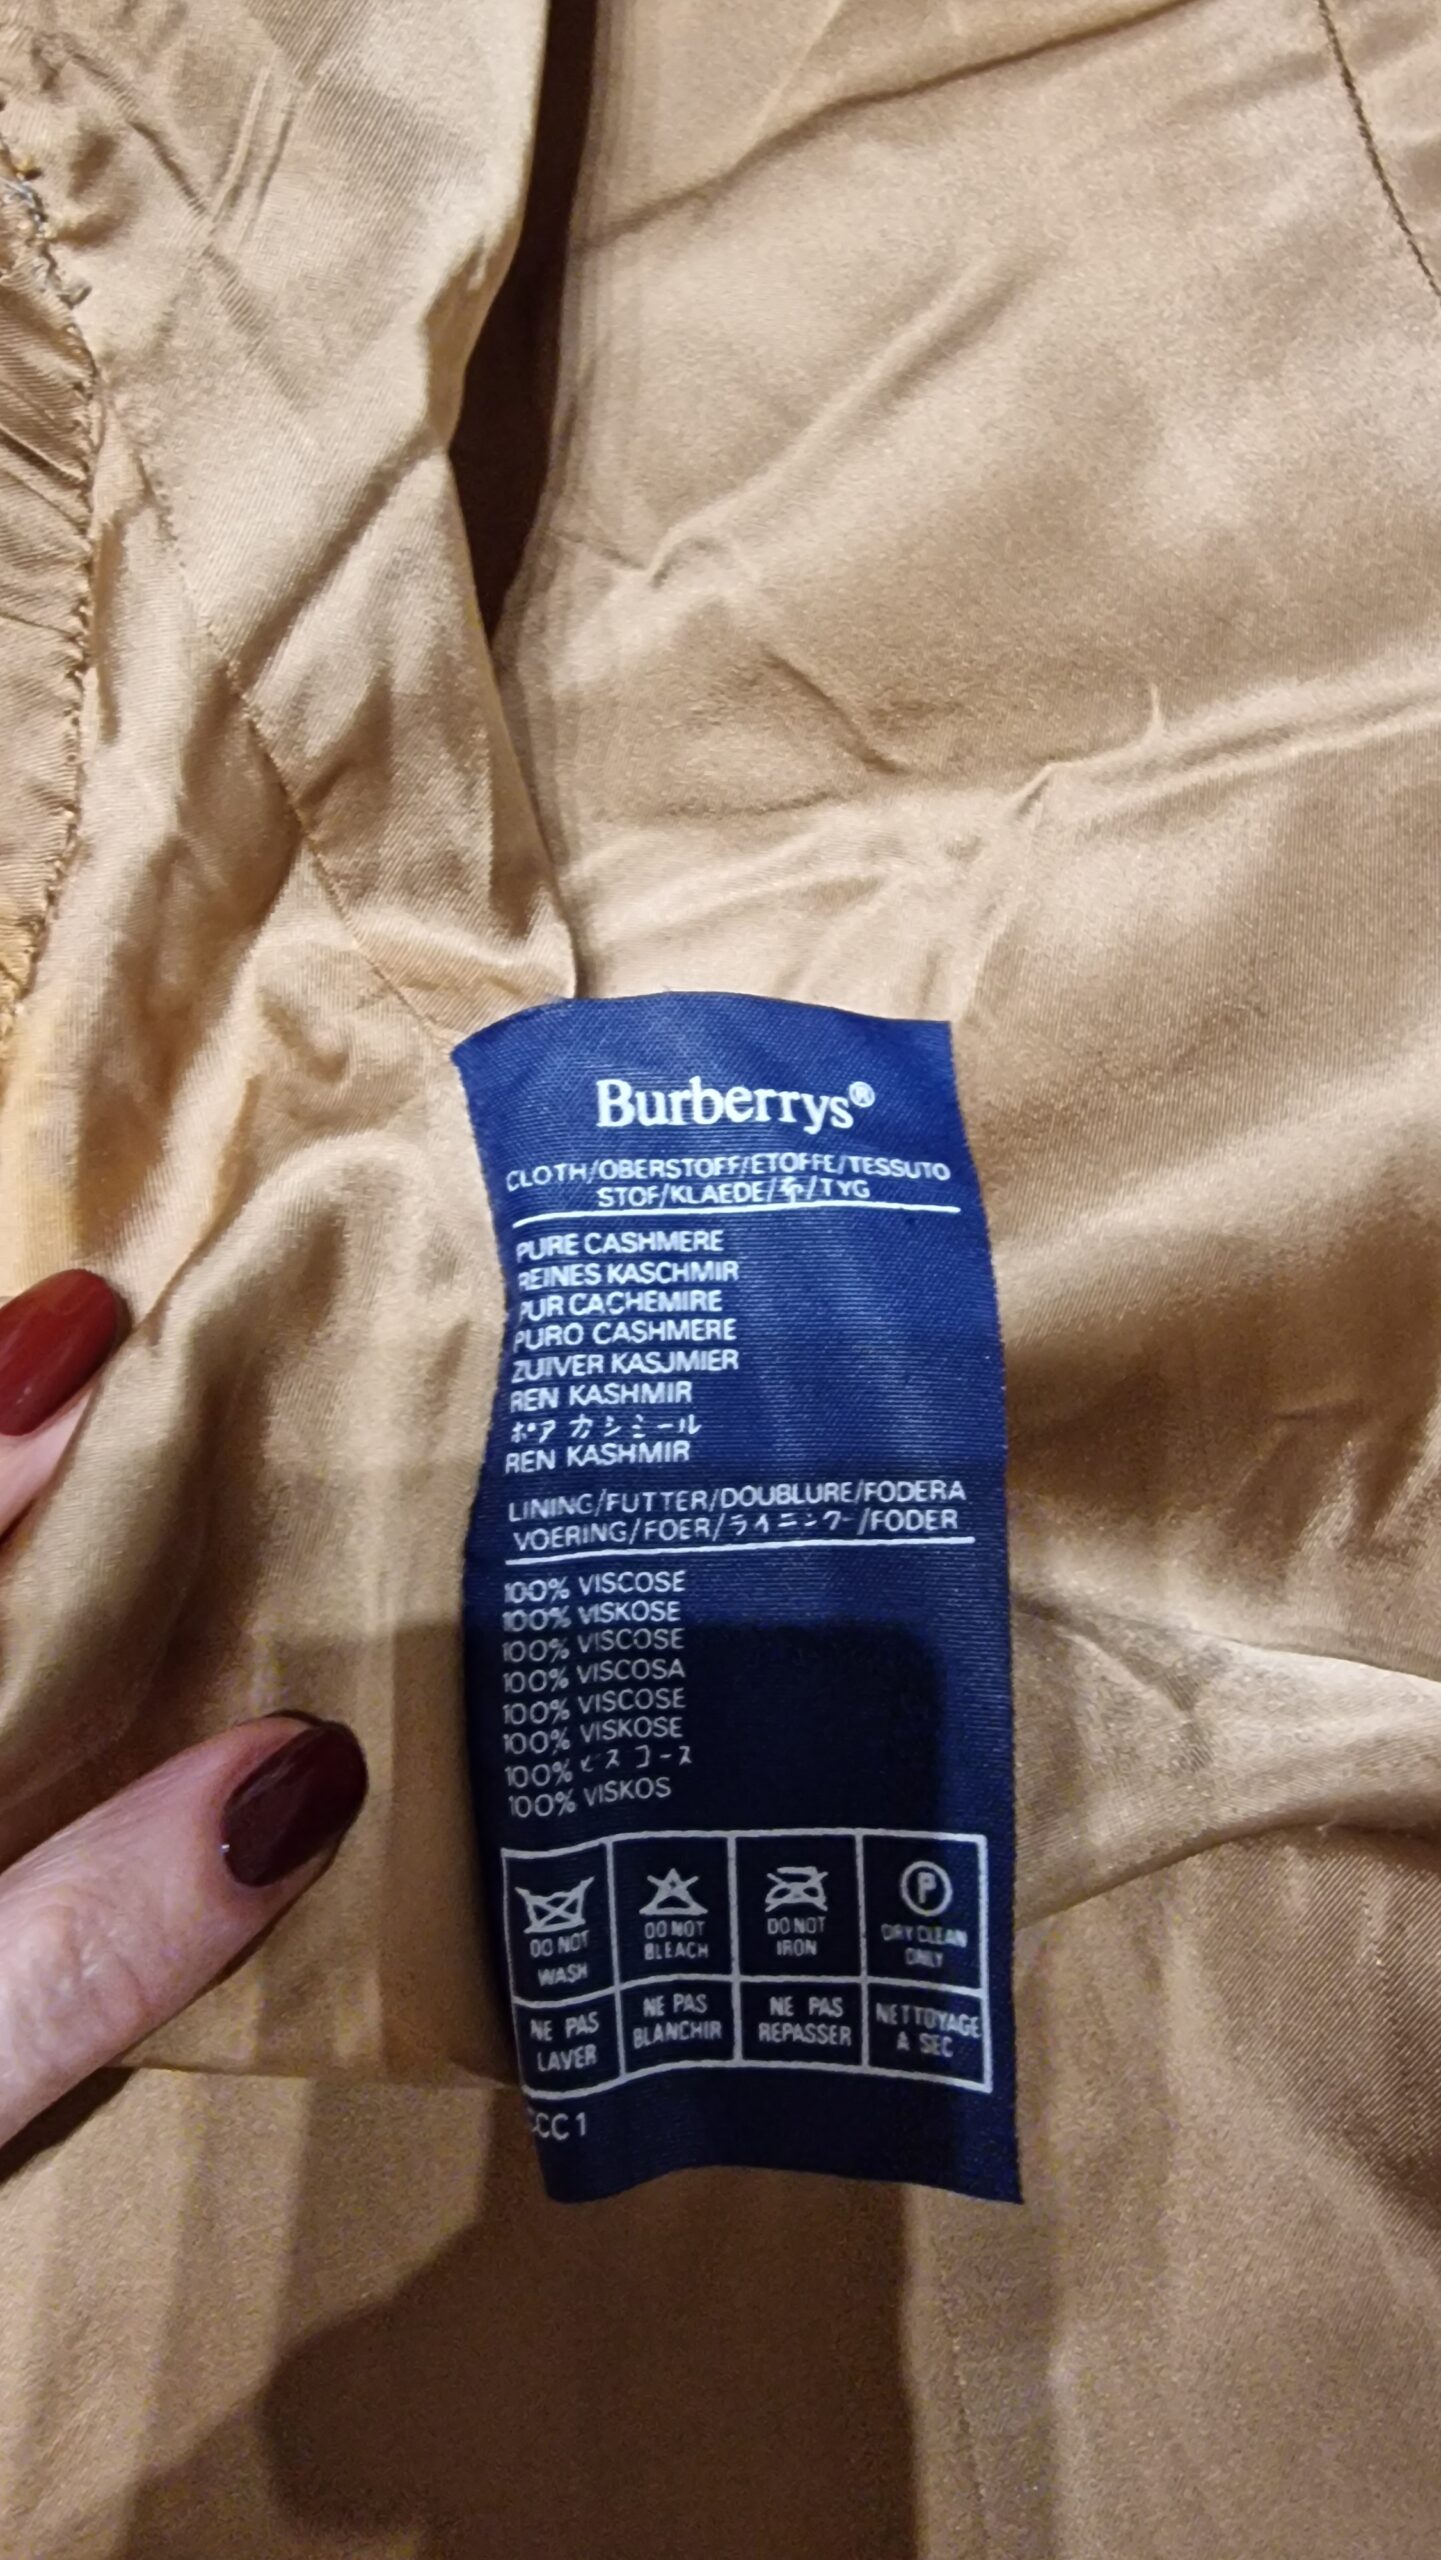 Burberrys®
CLOTH/OBERSTOFF/ETOFFE/TESSUTO
STOF/KLAEDE/布/TYG
PURE CASHMERE
REINES KASCHMIR
PUR CACHEMIRE
PURO CASHMERE
ZUIVER KASJMIER
REN KASHMIR
ポア カシミール
REN KASHMIR
LINING/FUTTER/DOUBLURE/FODERA
VOERING/FOER/ライニング/FODER
100% VISCOSE
100% VISKOSE
100% VISCOSE
100% VISCOSA
100% VISCOSE
100% VISKOSE
100% ビスコース
100% VISKOS
DO NOT WASH
DO NOT BLEACH
DO NOT IRON
P
DRY CLEAN ONLY
NE PAS LAVER
NE PAS BLANCHIR
NE PAS REPASSER
NETTOYAGE A SEC
CCC1